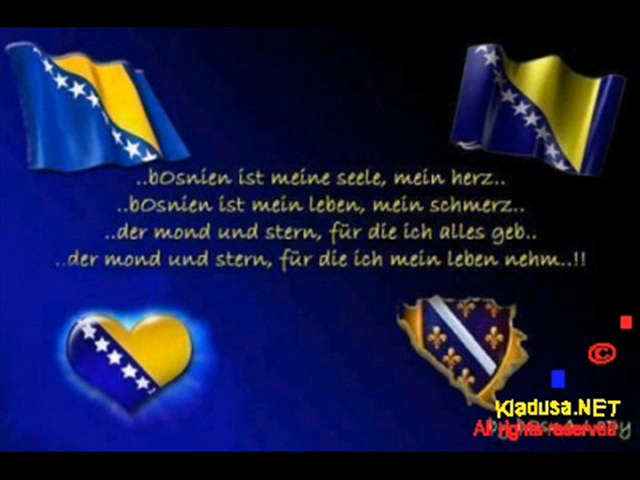 ..bOsnien ist meine seele, mein herz..
..bOsnien ist mein leben, mein schmerz..
..der mond und stern, für die ich alles geb..
..der mond und stern, für die ich mein leben nehm..!!
©
Kladusa.NET
All rights reserved